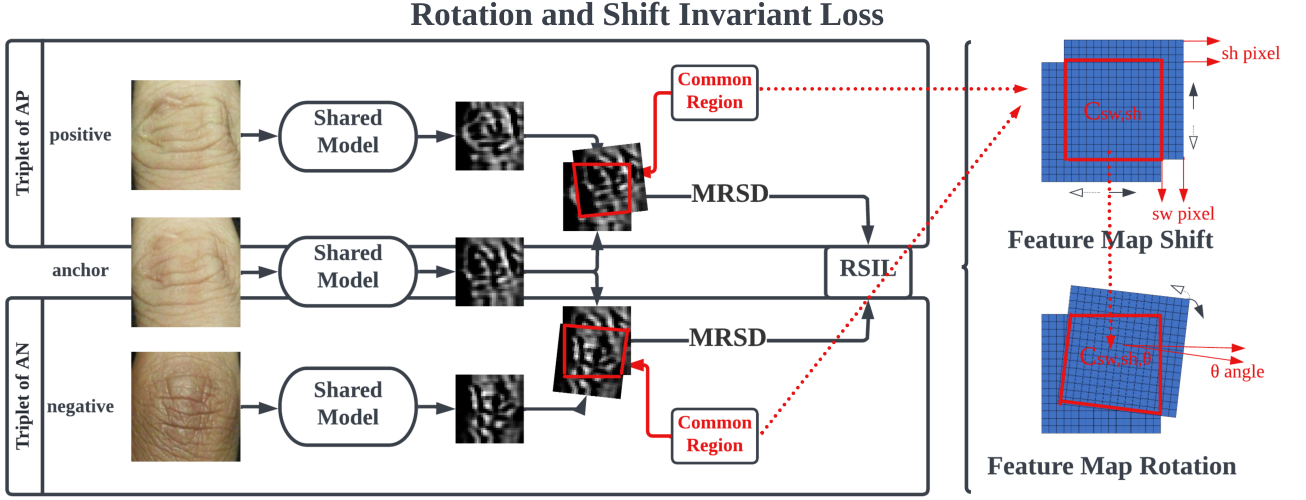 Rotation and Shift Invariant Loss
Triplet of AP
positive
Shared
Model
Common
Region
MRSD
anchor
Shared
Model
RSIL
Triplet of AN
negative
Shared
Model
MRSD
Common
Region
sh pixel
Csw,sh
sw pixel
Feature Map Shift
Csw,sh,θ
θ angle
Feature Map Rotation